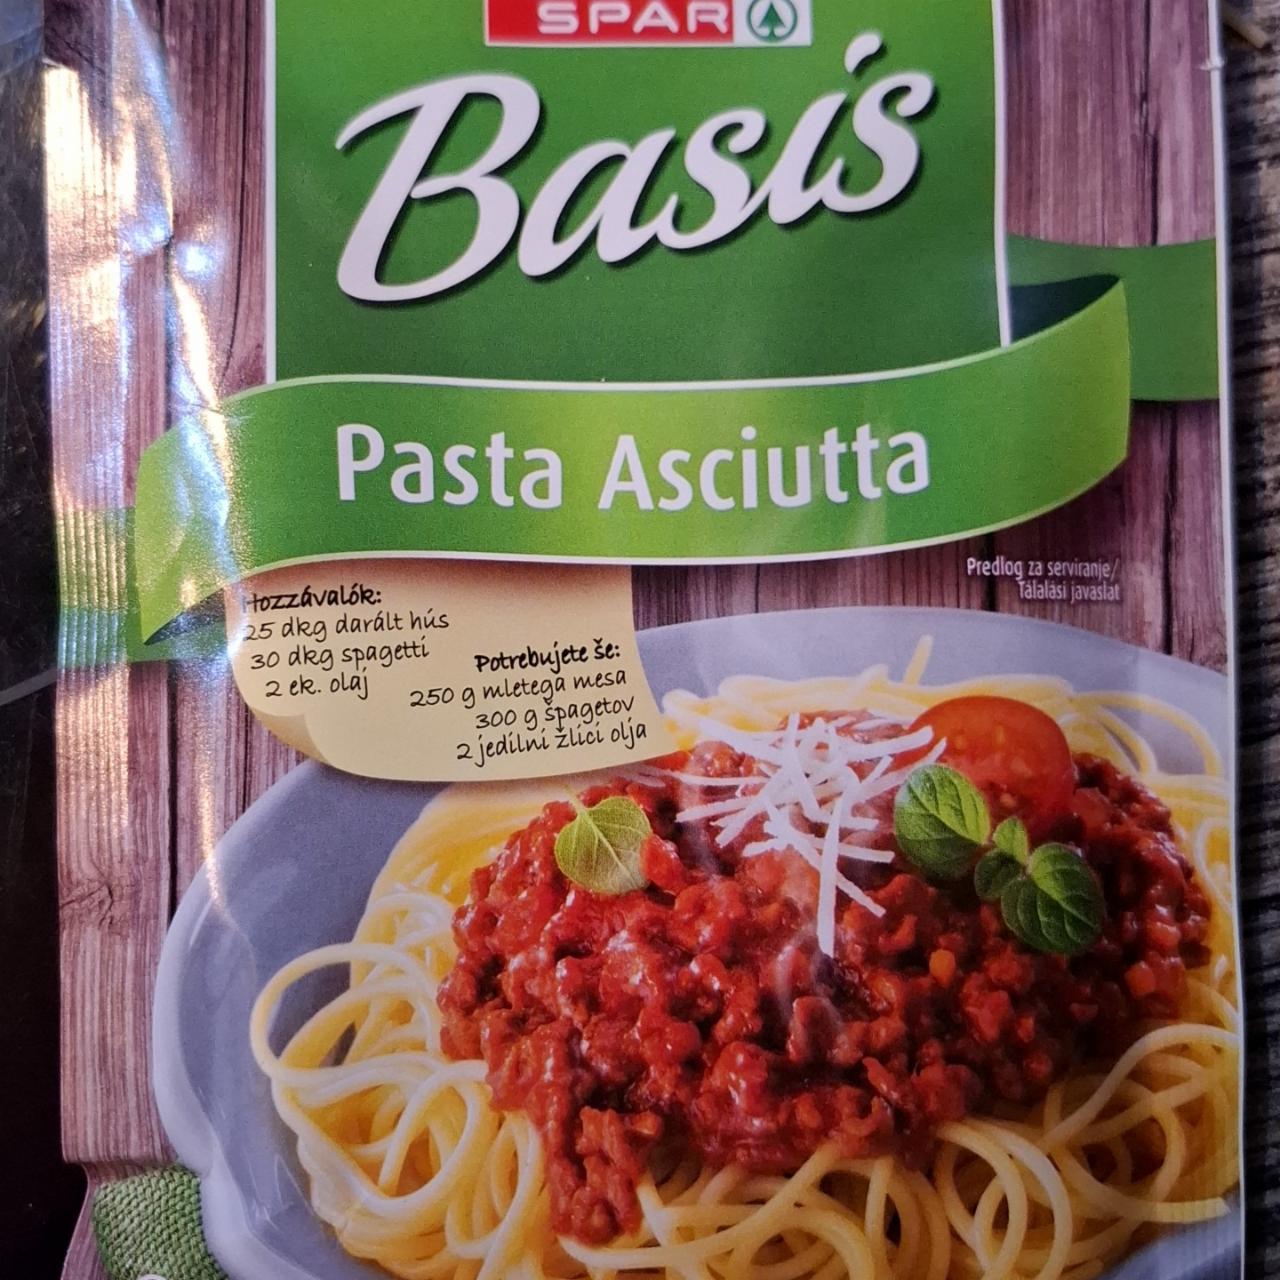 SPAR
Basis
Pasta Asciutta
Predlog za serviranje/
Tálalási javaslat
Hozzávalók:
25 dkg darált hús
30 dkg spagetti
2 ek. olaj
Potrebujete še:
250 g mletega mesa
300 g špagetov
2 jedilni žlici olja